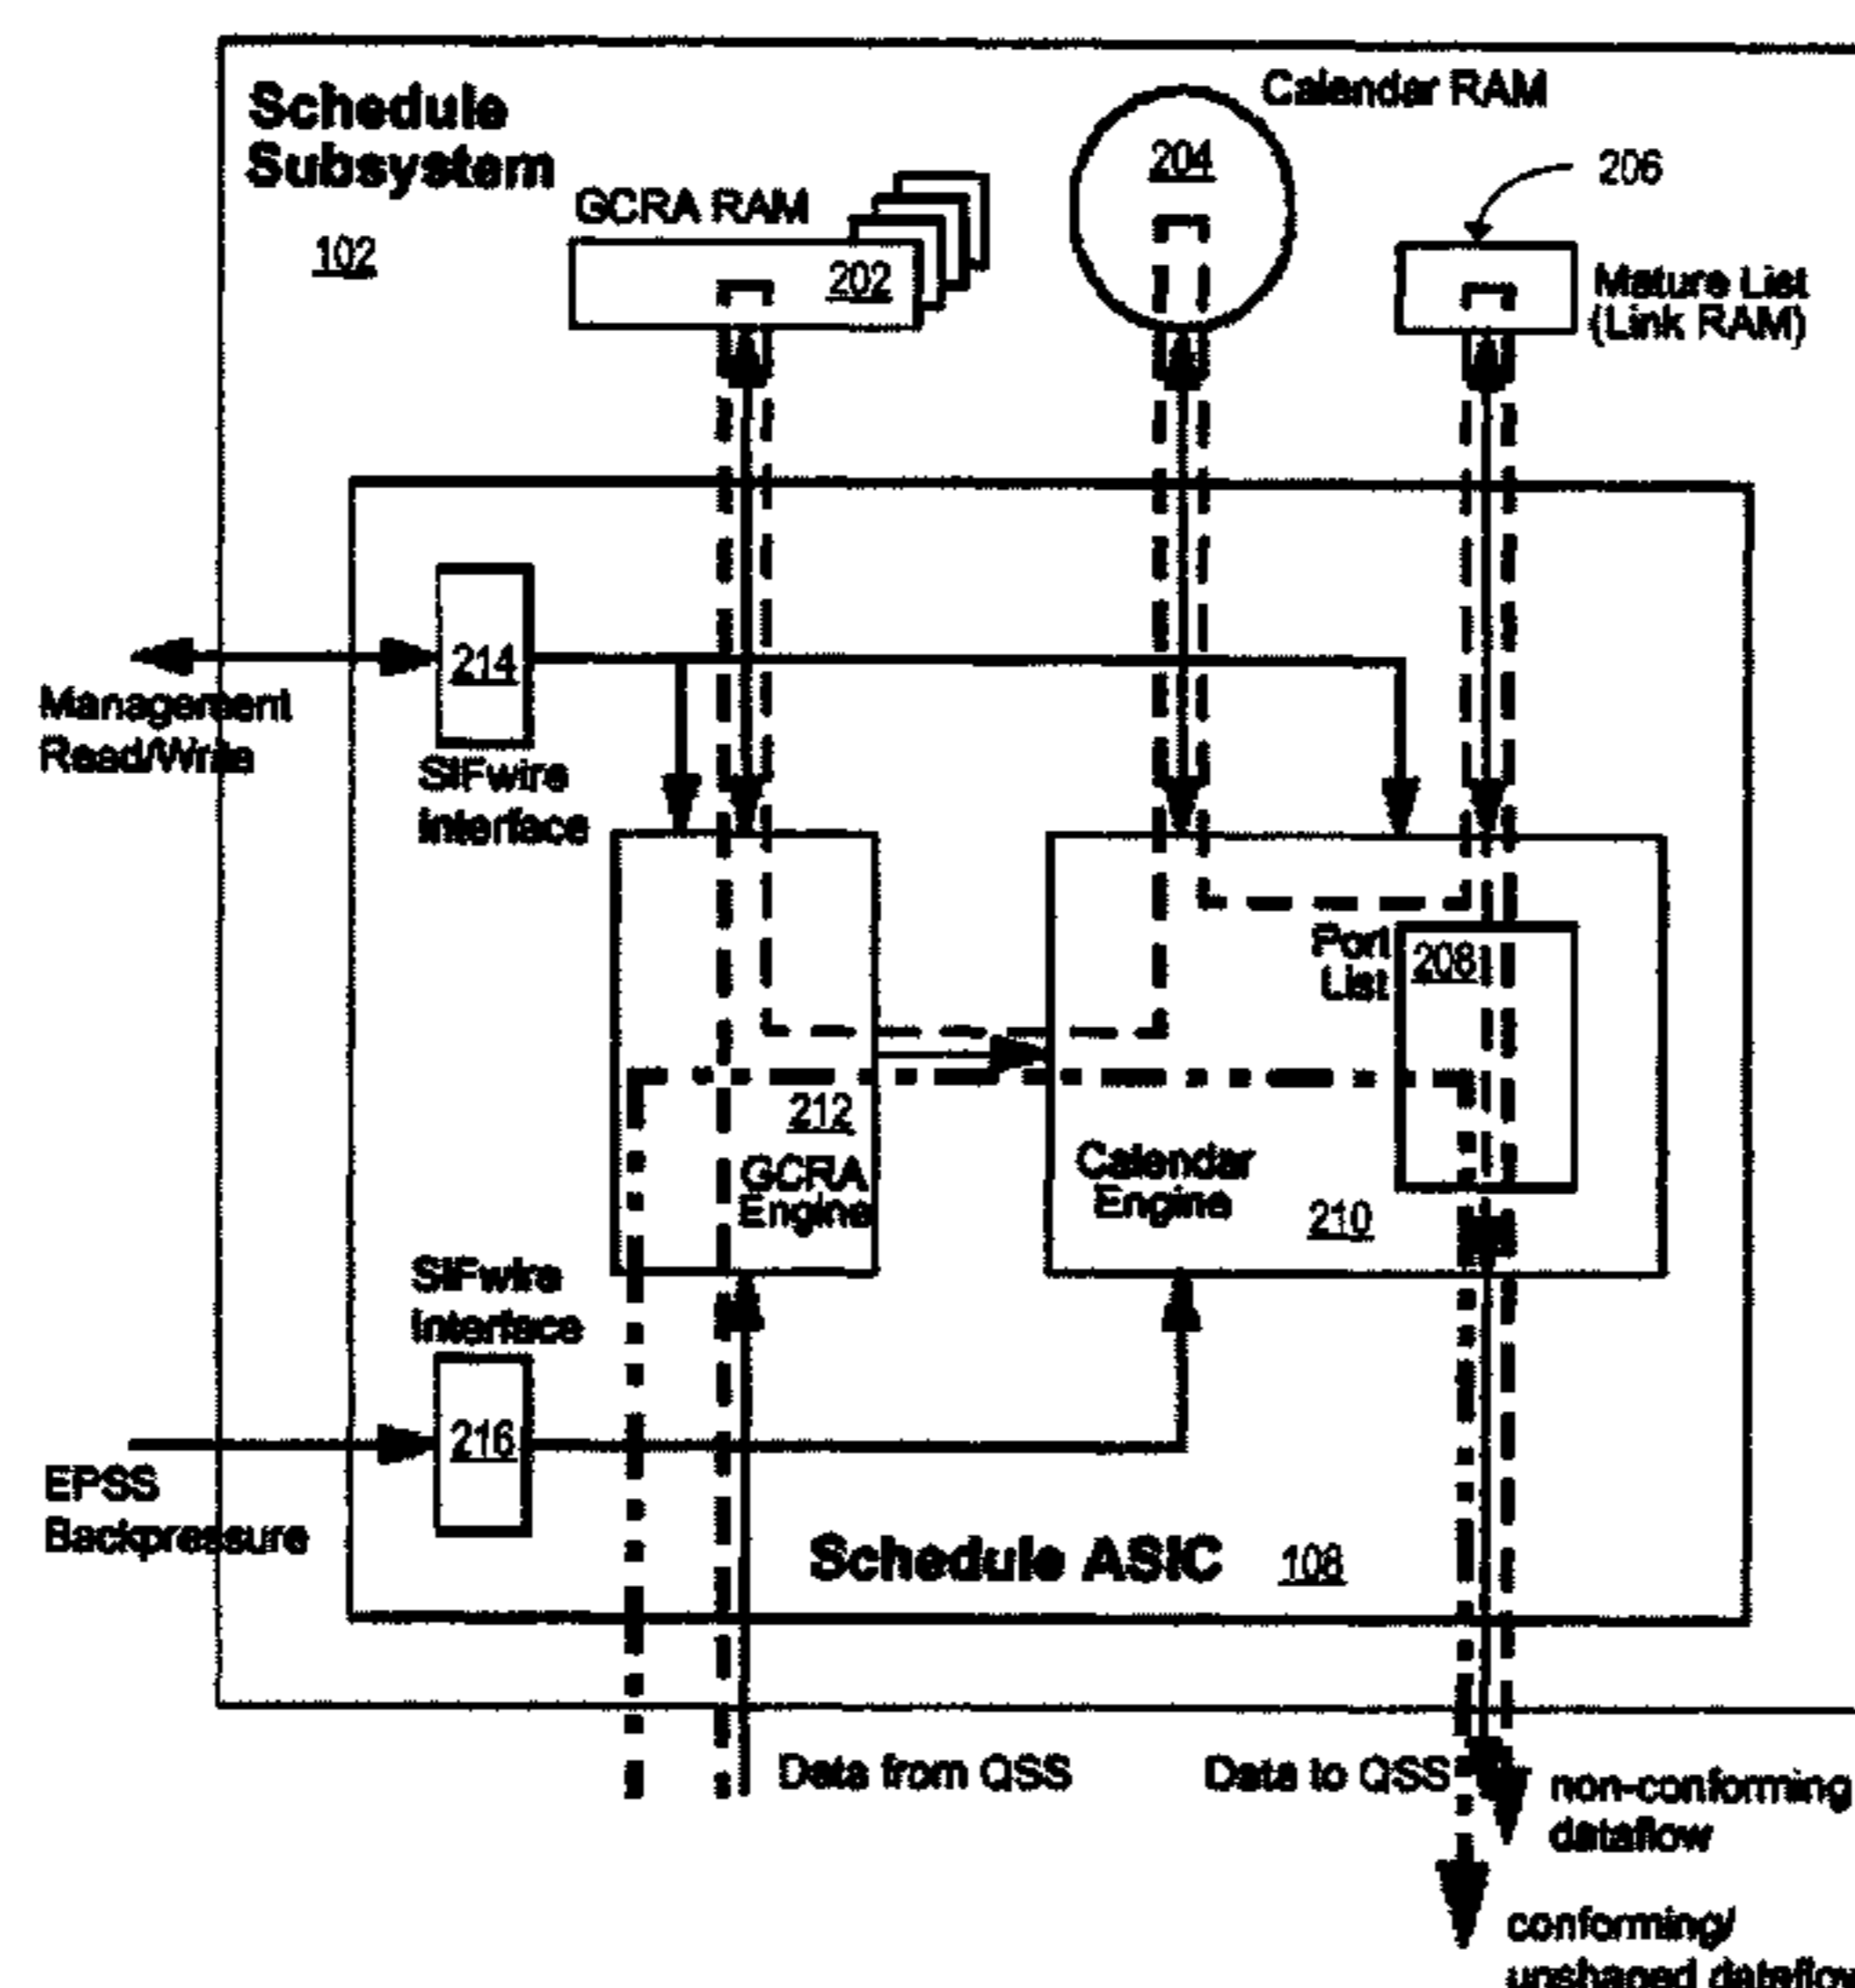 Schedule
Subsystem
102
GCRA RAM
202
Calendar RAM
204
206
Mature List
(Link RAM)
214
Management
Read/Write
SIFwire
Interface
Port
List
208
212
GCRA
Engine
Calendar
Engine
210
SIFwire
Interface
216
EPSS
Backpressure
Schedule ASIC
108
Data from QSS
Data to QSS
non-conforming
dataflow
conforming/
unshaped dataflow